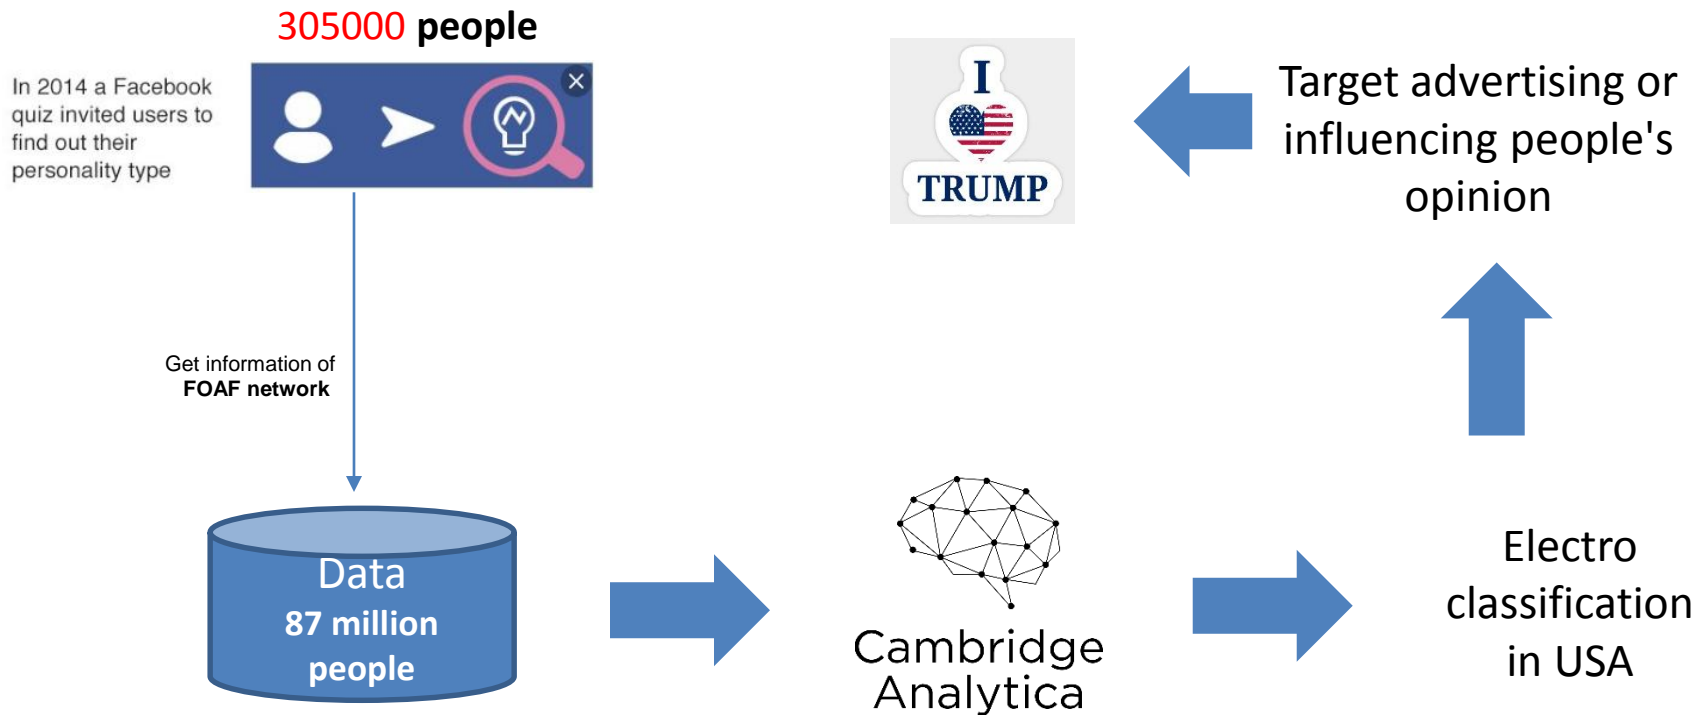 305000 people
In 2014 a Facebook
quiz invited users to
find out their
personality type
Get information of
FOAF network
Data
87 million
people
Cambridge
Analytica
Electro
classification
in USA
Target advertising or
influencing people's
opinion
I
TRUMP